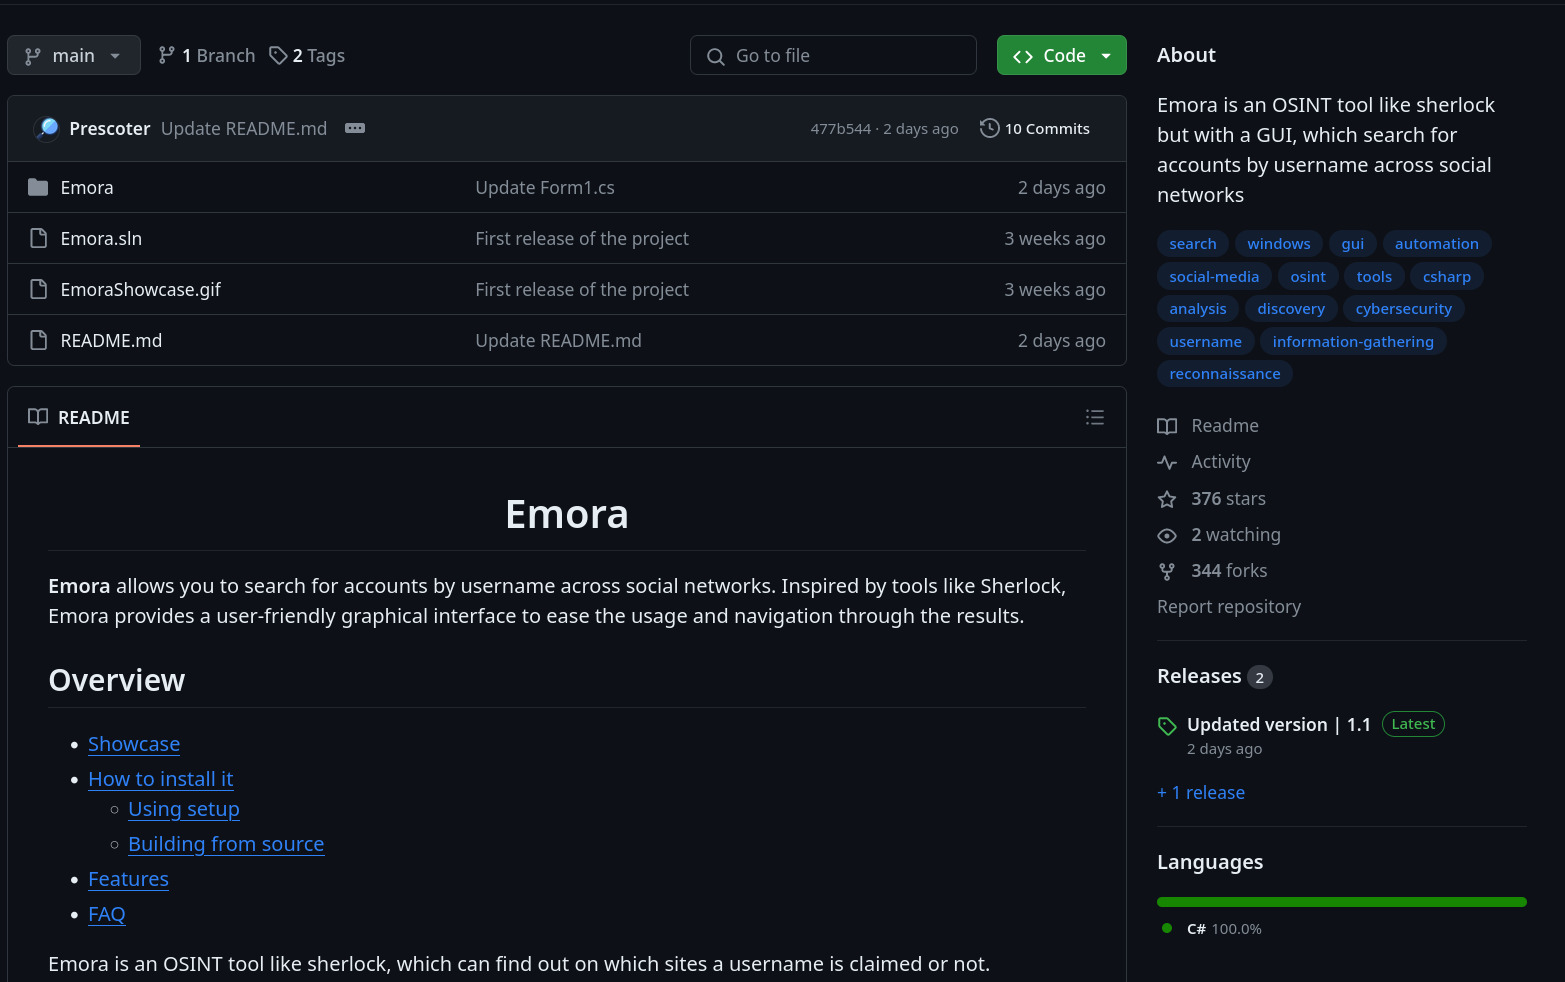 main
1 Branch
2 Tags
Go to file
Code
Prescoter Update README.md
477b544 · 2 days ago
10 Commits
Emora Update Form1.cs 2 days ago
Emora.sln First release of the project 3 weeks ago
EmoraShowcase.gif First release of the project 3 weeks ago
README.md Update README.md 2 days ago
README
Emora
Emora allows you to search for accounts by username across social networks. Inspired by tools like Sherlock,
Emora provides a user-friendly graphical interface to ease the usage and navigation through the results.
Overview
Showcase
How to install it
Using setup
Building from source
Features
FAQ
Emora is an OSINT tool like sherlock, which can find out on which sites a username is claimed or not.
About
Emora is an OSINT tool like sherlock
but with a GUI, which search for
accounts by username across social
networks
search windows gui automation
social-media osint tools csharp
analysis discovery cybersecurity
username information-gathering
reconnaissance
Readme
Activity
376 stars
2 watching
344 forks
Report repository
Releases 2
Updated version | 1.1 Latest
2 days ago
+ 1 release
Languages
C# 100.0%